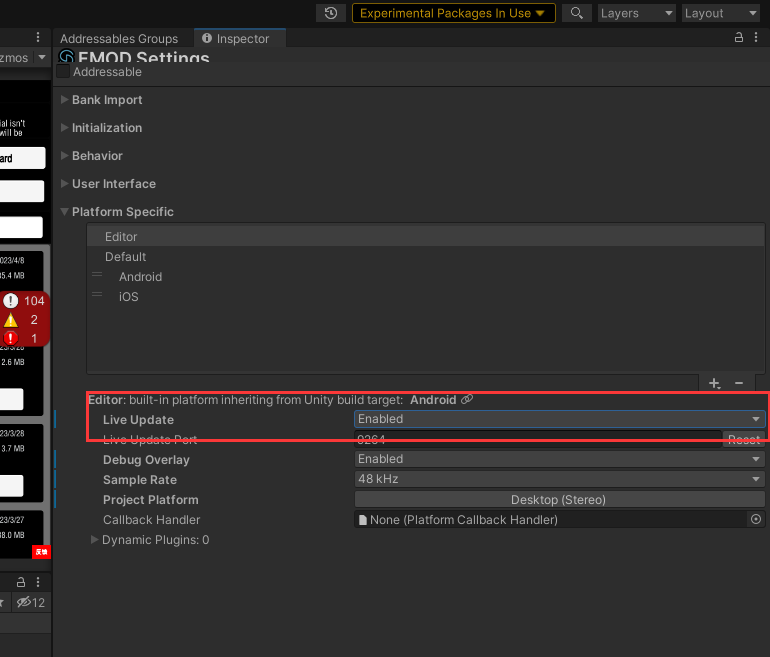 Experimental Packages In Use
Layers
Layout
zmos
Addressables Groups
Inspector
FMOD Settings
Addressable
Bank Import
Initialization
Behavior
User Interface
Platform Specific
Editor
Default
Android
iOS
Editor: built-in platform inheriting from Unity build target: Android
Live Update
Enabled
Live Update Port
9264
Reset
Debug Overlay
Enabled
Sample Rate
48 kHz
Project Platform
Desktop (Stereo)
Callback Handler
None (Platform Callback Handler)
Dynamic Plugins: 0
ial isn't
will be
ard
023/4/8
35.4 MB
104
2
1
2.6 MB
23/3/28
3.7 MB
23/3/27
38.0 MB
反馈
12